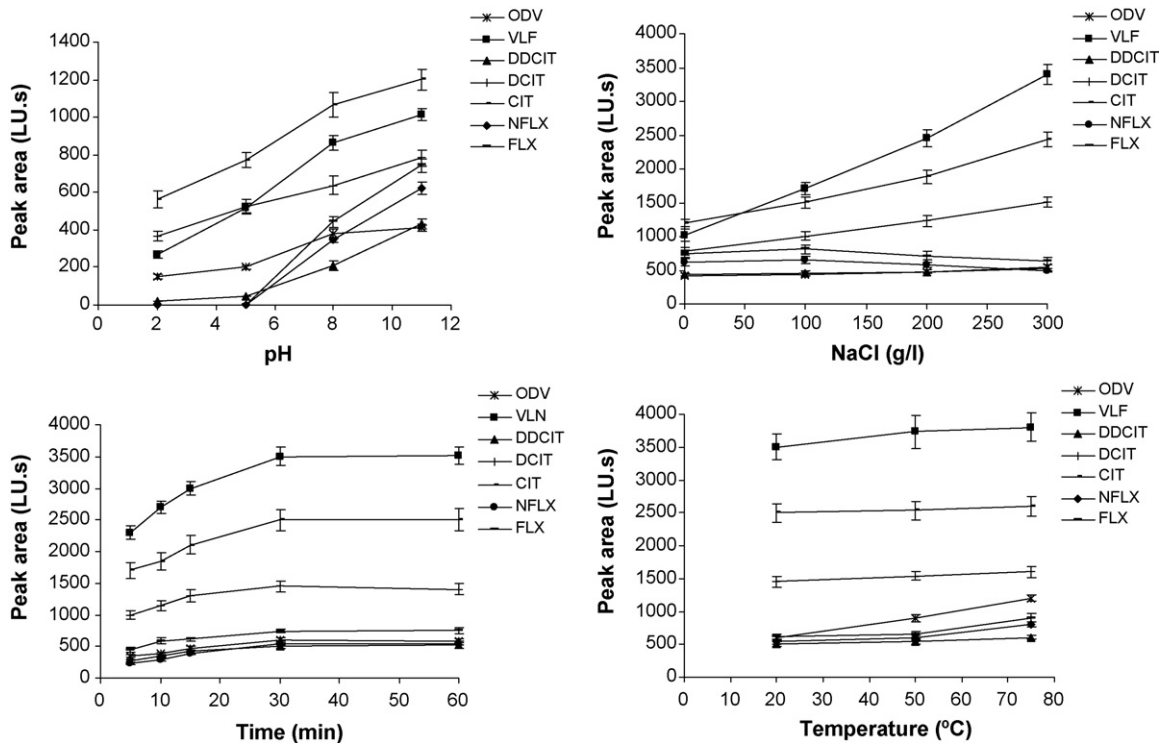 ODV
VLF
DDCIT
DCIT
CIT
NFLX
FLX
Peak area (LU.s)
1400
1200
1000
800
600
400
200
0
0 2 4 6 8 10 12
pH
ODV
VLF
DDCIT
DCIT
CIT
NFLX
FLX
Peak area (LU.s)
4000
3500
3000
2500
2000
1500
1000
500
0
0 50 100 150 200 250 300
NaCl (g/l)
ODV
VLN
DDCIT
DCIT
CIT
NFLX
FLX
Peak area (LU.s)
4000
3500
3000
2500
2000
1500
1000
500
0
0 10 20 30 40 50 60
Time (min)
ODV
VLF
DDCIT
DCIT
CIT
NFLX
FLX
Peak area (LU.s)
4000
3500
3000
2500
2000
1500
1000
500
0
0 10 20 30 40 50 60 70 80
Temperature (ºC)